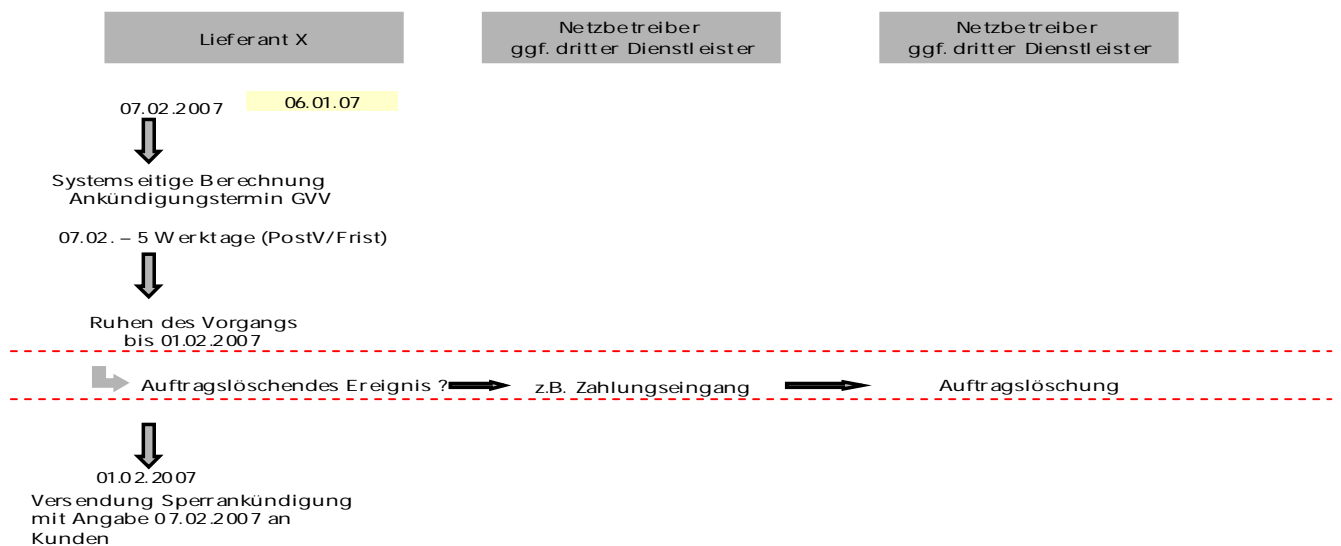 Lieferant X
Netzbetreiber
ggf. dritter Dienstleister
Netzbetreiber
ggf. dritter Dienstleister
07.02.2007
06.01.07
Systemseitige Berechnung
Ankündigungstermin GVV
07.02. – 5 Werktage (PostV/Frist)
Ruhen des Vorgangs
bis 01.02.2007
Auftragslöschendes Ereignis ?
z.B. Zahlungseingang
Auftragslöschung
01.02.2007
Versendung Sperrankündigung
mit Angabe 07.02.2007 an
Kunden